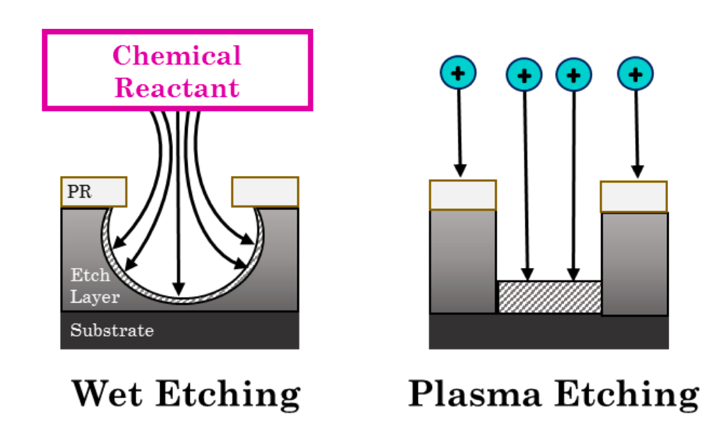 Chemical
Reactant
+
+
+
+
PR
Etch
Layer
Substrate
Wet Etching
Plasma Etching